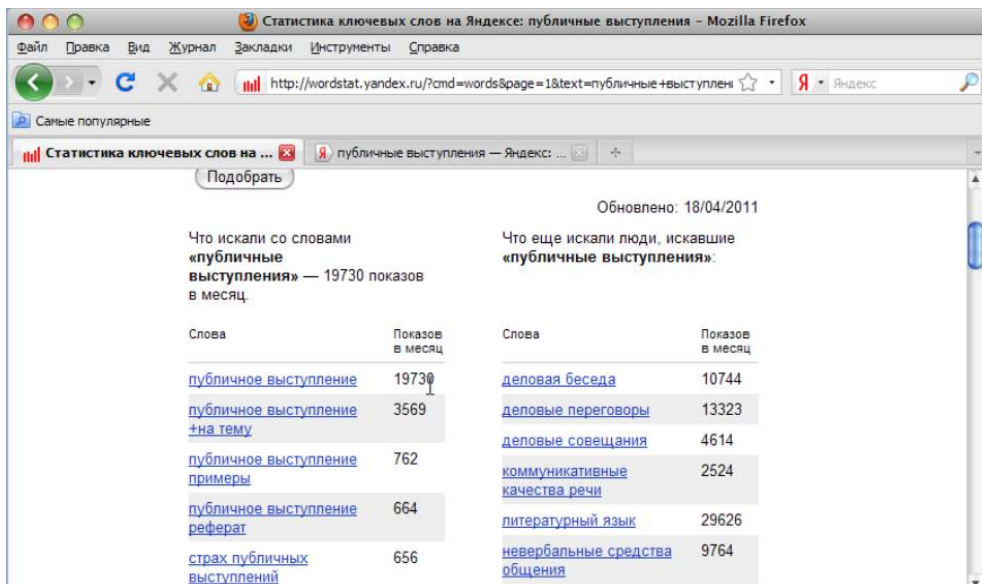 Статистика ключевых слов на Яндексе: публичные выступления – Mozilla Firefox
Файл Правка Вид Журнал Закладки Инструменты Справка
http://wordstat.yandex.ru/?cmd=words&page=1&text=публичные+выступлени
Я Яндекс
Самые популярные
Статистика ключевых слов на ...
Я публичные выступления — Яндекс: ...
Подобрать
Обновлено: 18/04/2011
Что искали со словами
«публичные
выступления» — 19730 показов
в месяц.
Слова Показов
в месяц
публичное выступление 19730
публичное выступление 3569
+на тему
публичное выступление 762
примеры
публичное выступление 664
реферат
страх публичных 656
выступлений
Что еще искали люди, искавшие
«публичные выступления»:
Слова Показов
в месяц
деловая беседа 10744
деловые переговоры 13323
деловые совещания 4614
коммуникативные 2524
качества речи
литературный язык 29626
невербальные средства 9764
общения